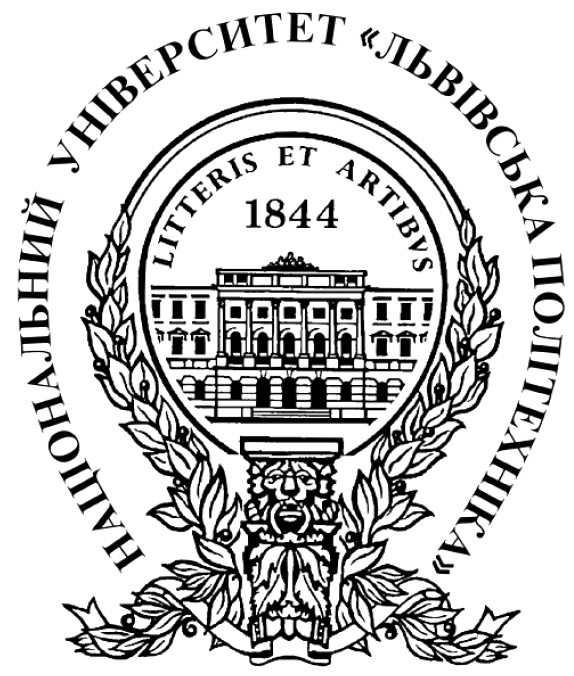 НАЦІОНАЛЬНИЙ УНІВЕРСИТЕТ «ЛЬВІВСЬКА ПОЛІТЕХНІКА»
LITTERIS ET ARTIBVS
1844